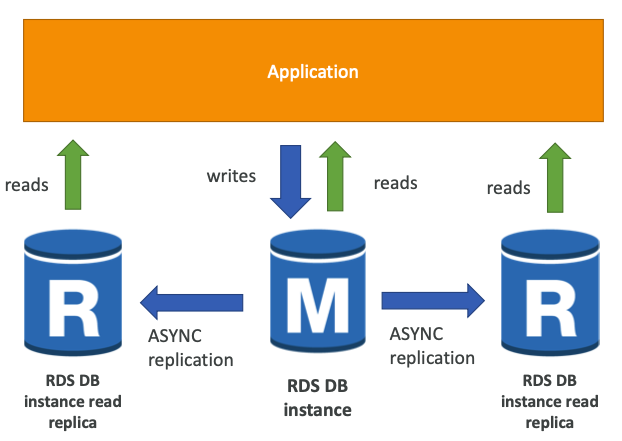 Application
reads
writes
reads
reads
R
M
R
ASYNC
replication
ASYNC
replication
RDS DB
instance read
replica
RDS DB
instance
RDS DB
instance read
replica